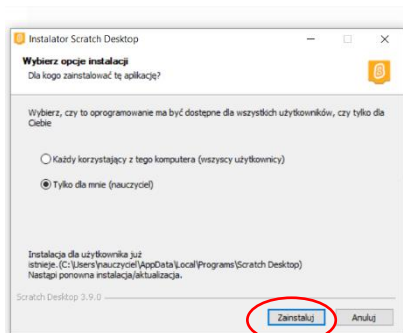 Instalator Scratch Desktop
Wybierz opcje instalacji
Dla kogo zainstalować tę aplikację?
Wybierz, czy to oprogramowanie ma być dostępne dla wszystkich użytkowników, czy tylko dla
Ciebie
Każdy korzystający z tego komputera (wszyscy użytkownicy)
Tylko dla mnie (nauczyciel)
Instalacja dla użytkownika już
istnieje.(C:\Users\nauczyciel\AppData\Local\Programs\Scratch Desktop)
Nastąpi ponowna instalacja/aktualizacja.
Scratch Desktop 3.9.0
Zainstaluj Anuluj